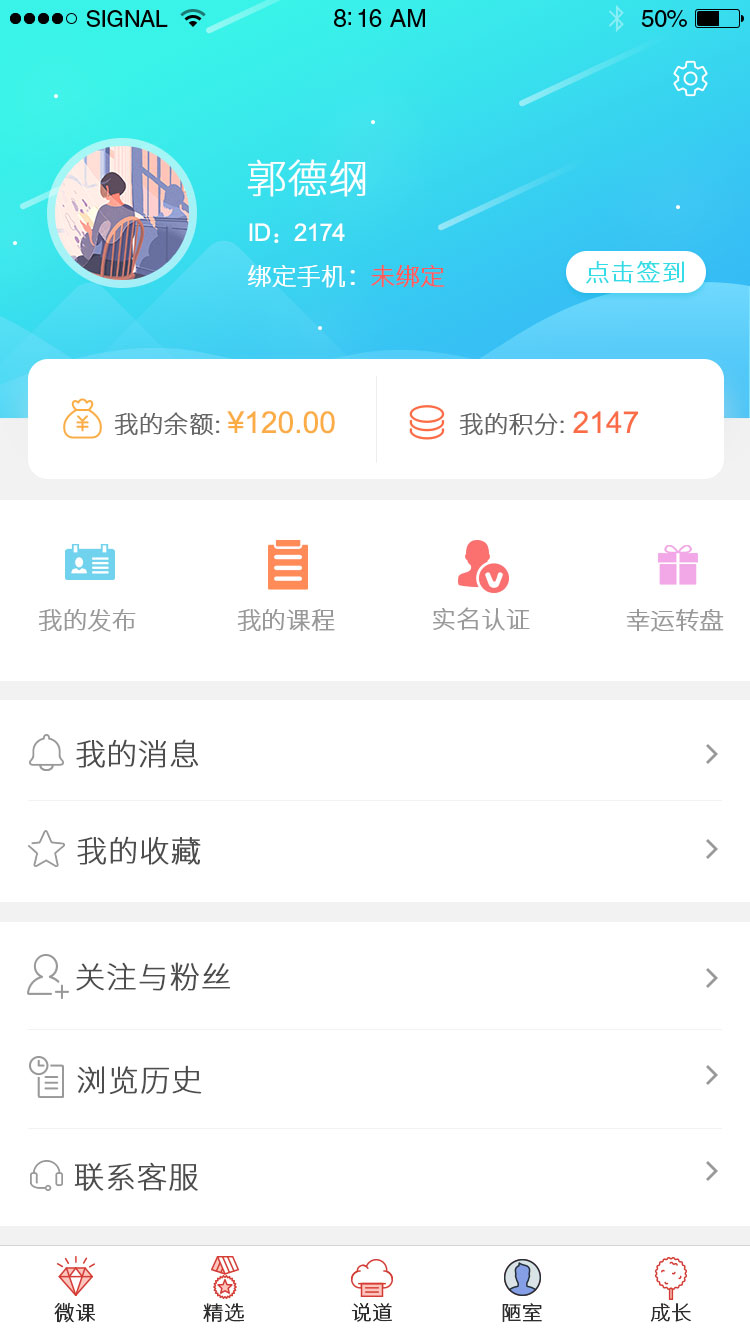 SIGNAL 8:16 AM 50%
郭德纲
ID：2174
绑定手机：未绑定
点击签到
¥ 我的余额: ¥120.00 我的积分: 2147
我的发布 我的课程 实名认证 幸运转盘
我的消息
我的收藏
关注与粉丝
浏览历史
联系客服
微课 精选 说道 陋室 成长